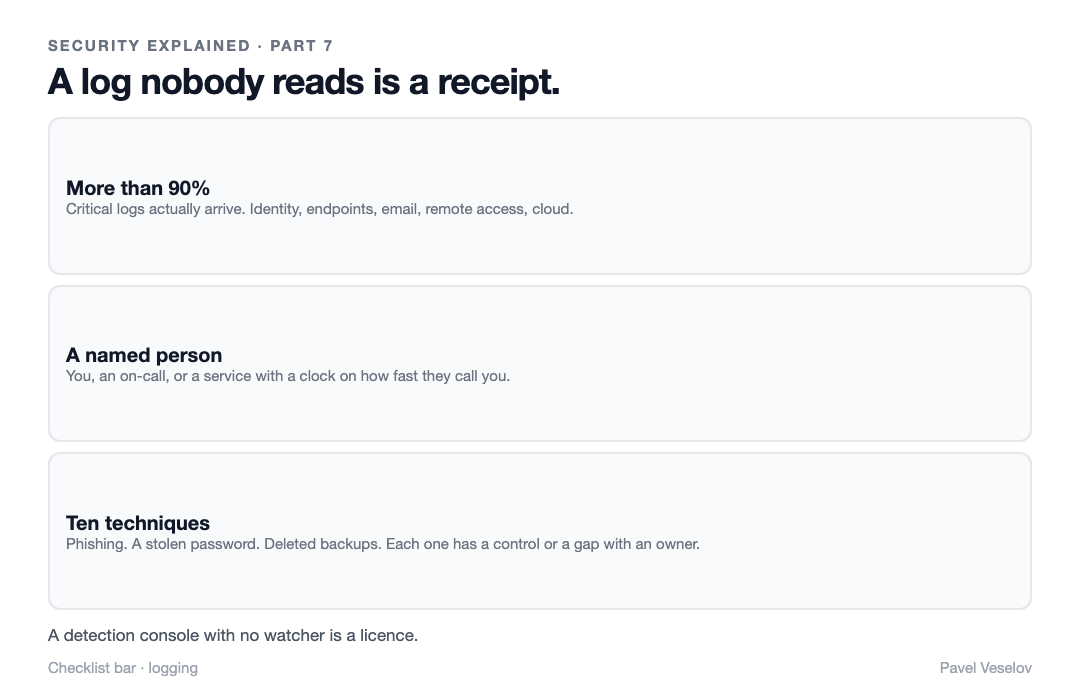 SECURITY EXPLAINED · PART 7
A log nobody reads is a receipt.
More than 90%
Critical logs actually arrive. Identity, endpoints, email, remote access, cloud.
A named person
You, an on-call, or a service with a clock on how fast they call you.
Ten techniques
Phishing. A stolen password. Deleted backups. Each one has a control or a gap with an owner.
A detection console with no watcher is a licence.
Checklist bar · logging
Pavel Veselov